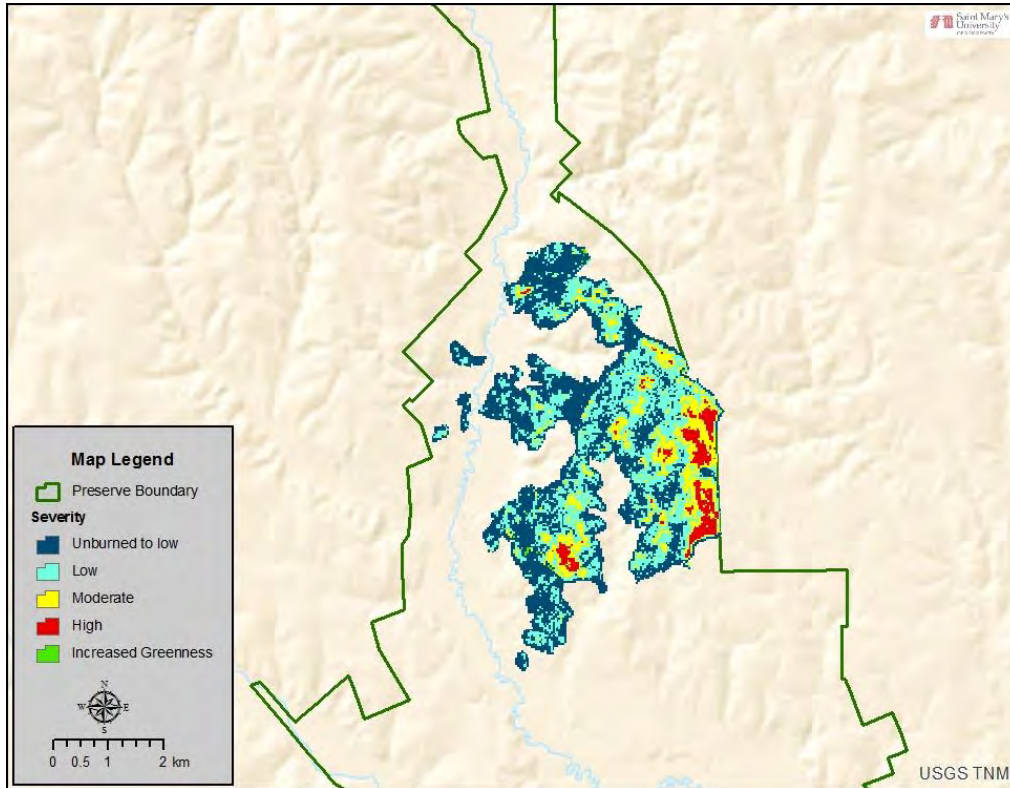 Saint Mary's
University
Map Legend
Preserve Boundary
Severity
Unburned to low
Low
Moderate
High
Increased Greenness
N
W E
S
0 0.5 1 2 km
USGS TNM